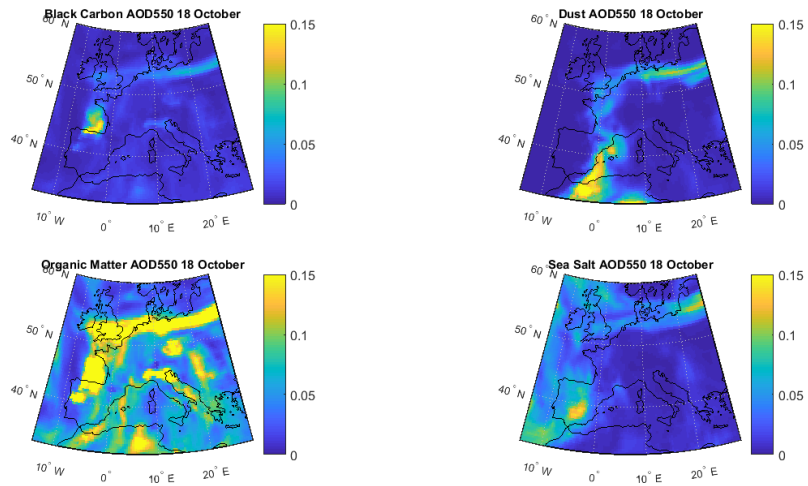 Black Carbon AOD550 18 October
60° N
50° N
40° N
10° W
0°
10° E
20° E
0.15
0.1
0.05
0
Dust AOD550 18 October
60° N
50° N
40° N
10° W
0°
10° E
20° E
0.15
0.1
0.05
0
Organic Matter AOD550 18 October
60° N
50° N
40° N
10° W
0°
10° E
20° E
0.15
0.1
0.05
0
Sea Salt AOD550 18 October
60° N
50° N
40° N
10° W
0°
10° E
20° E
0.15
0.1
0.05
0